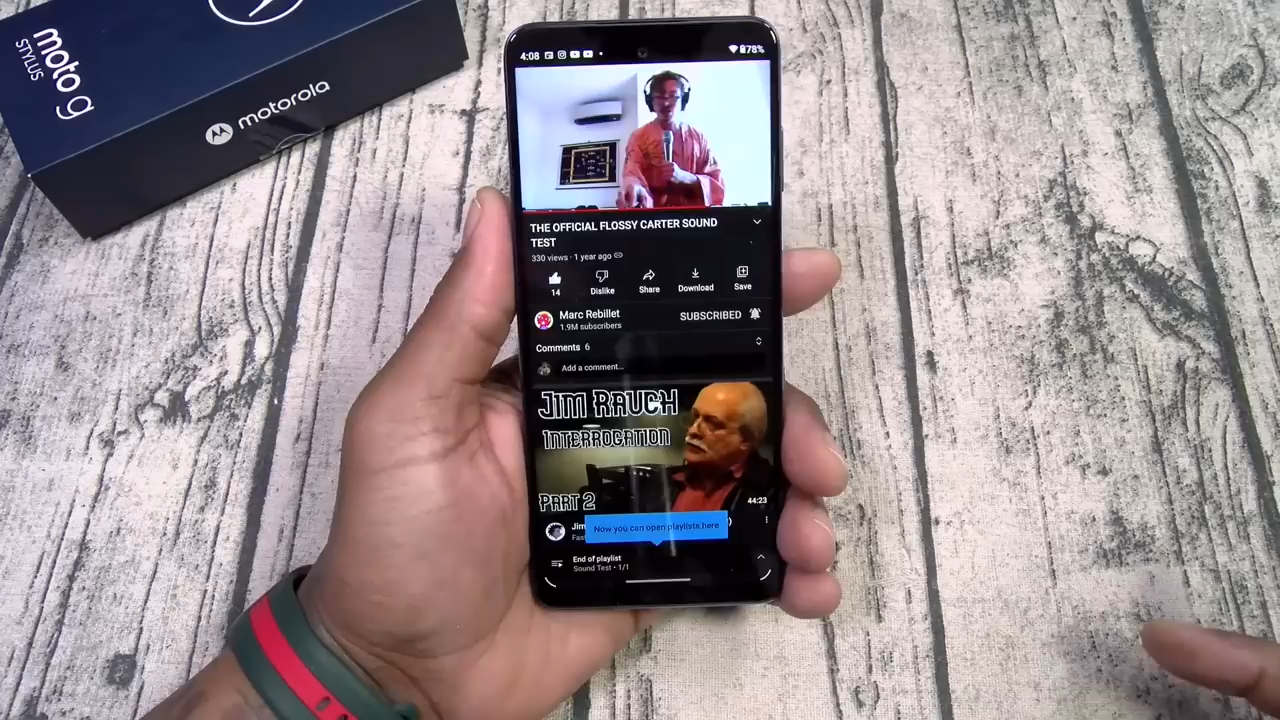 moto g
STYLUS
motorola
4:08
78%
THE OFFICIAL FLOSSY CARTER SOUND
TEST
330 views · 1 year ago
14
Dislike
Share
Download
Save
Marc Rebillet
1.9M subscribers
SUBSCRIBED
Comments 6
Add a comment...
JIM RAUCH
INTERROGATION
PART 2
44:23
Jim
Now you can open playlists here
End of playlist
Sound Test • 1/1